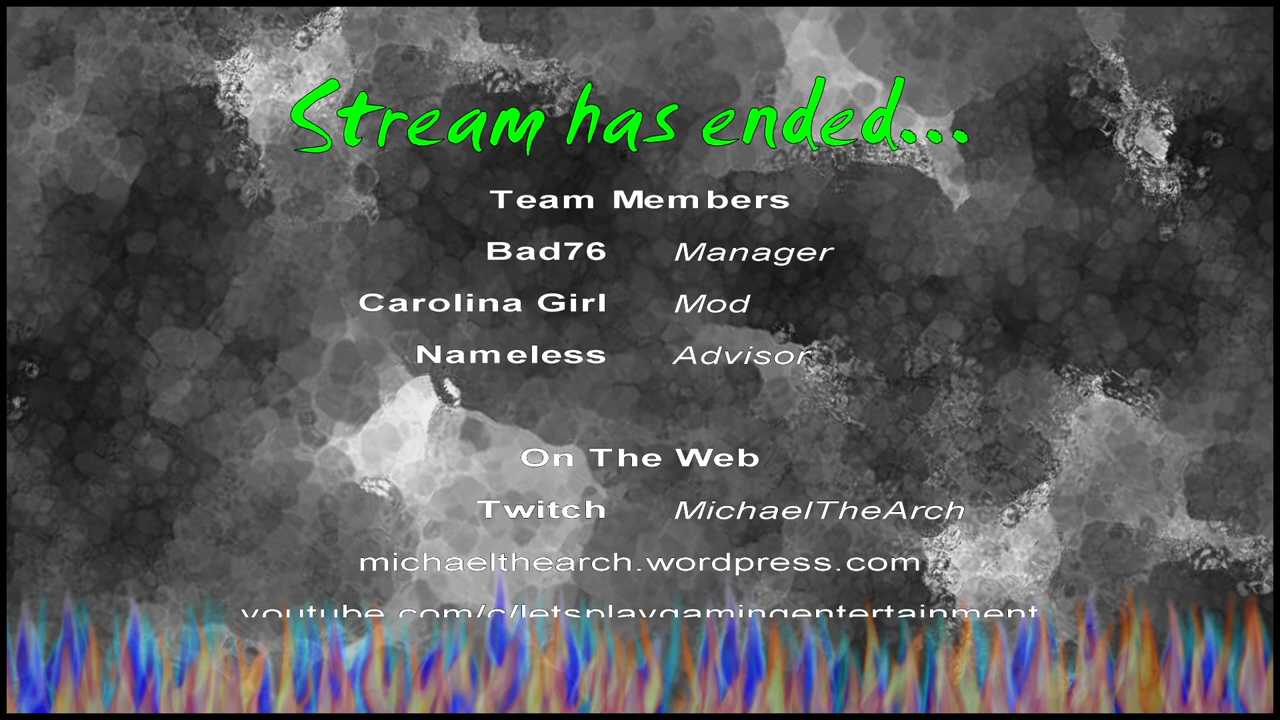 Stream has ended...
Team Members
Bad76 Manager
Carolina Girl Mod
Nameless Advisor
On The Web
Twitch MichaelTheArch
michaelthearch.wordpress.com
youtube.com/c/letsplaygamingentertainment